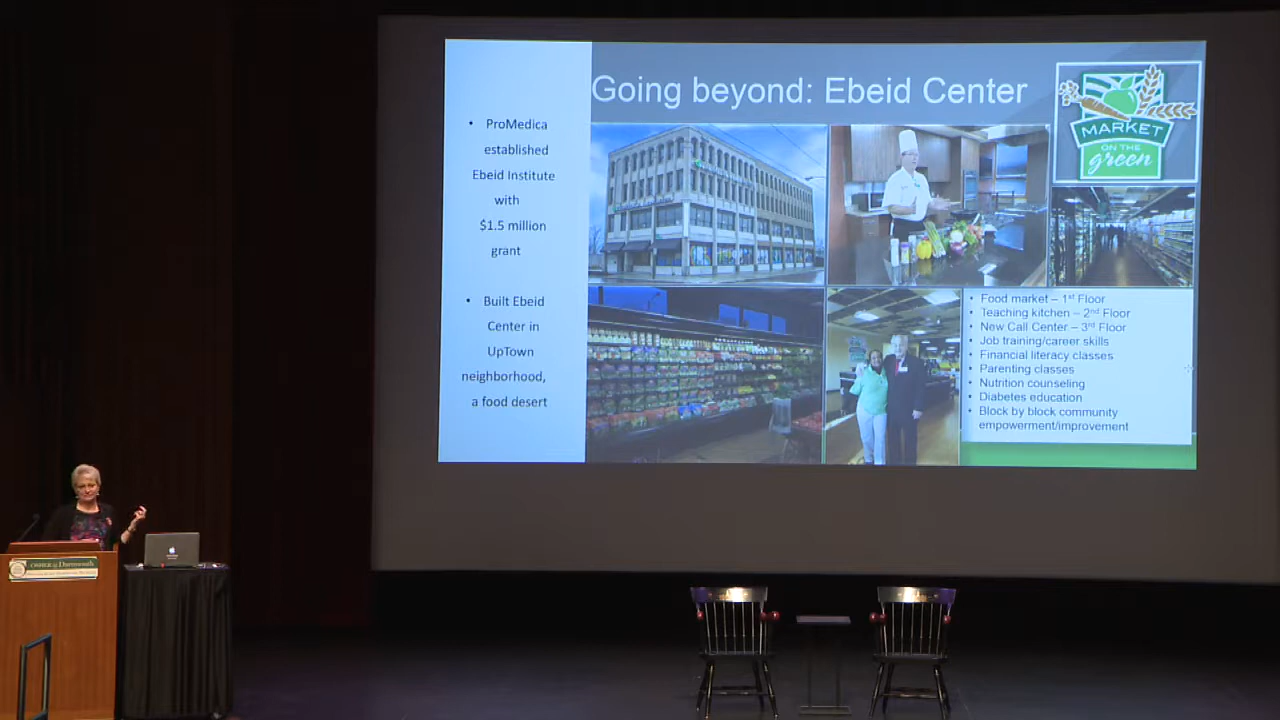 Going beyond: Ebeid Center
• ProMedica
established
Ebeid Institute
with
$1.5 million
grant
• Built Ebeid
Center in
UpTown
neighborhood,
a food desert
MARKET
ON THE
green
• Food market – 1st Floor
• Teaching kitchen – 2nd Floor
• New Call Center – 3rd Floor
• Job training/career skills
• Financial literacy classes
• Parenting classes
• Nutrition counseling
• Diabetes education
• Block by block community
empowerment/improvement
at Dartmouth